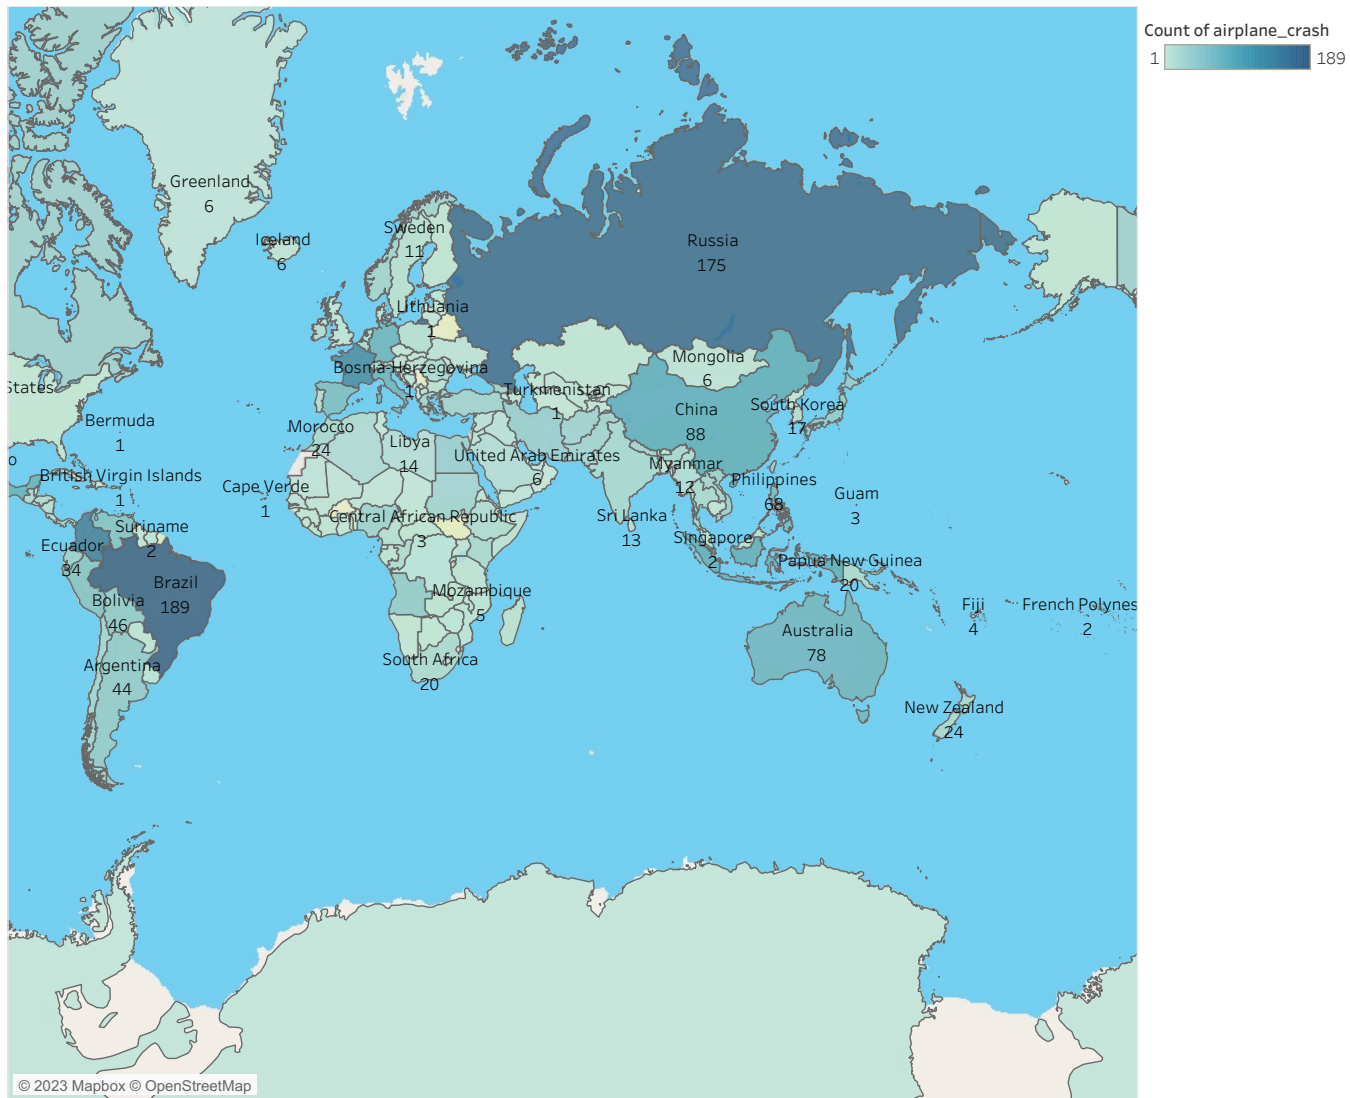 Count of airplane_crash
1
189
Greenland
6
Iceland
6
Sweden
11
Russia
175
Lithuania
1
Bosnia-Herzegovina
1
Mongolia
6
Turkmenistan
1
States
Bermuda
1
China
88
South Korea
17
Morocco
24
Libya
14
United Arab Emirates
6
Myanmar
12
o
British Virgin Islands
1
Cape Verde
1
Philippines
68
Guam
3
Suriname
2
Central African Republic
3
Sri Lanka
13
Singapore
2
Ecuador
34
Papua New Guinea
20
Brazil
189
Mozambique
5
Bolivia
46
Fiji
4
French Polynes
2
Australia
78
Argentina
44
South Africa
20
New Zealand
24
© 2023 Mapbox © OpenStreetMap